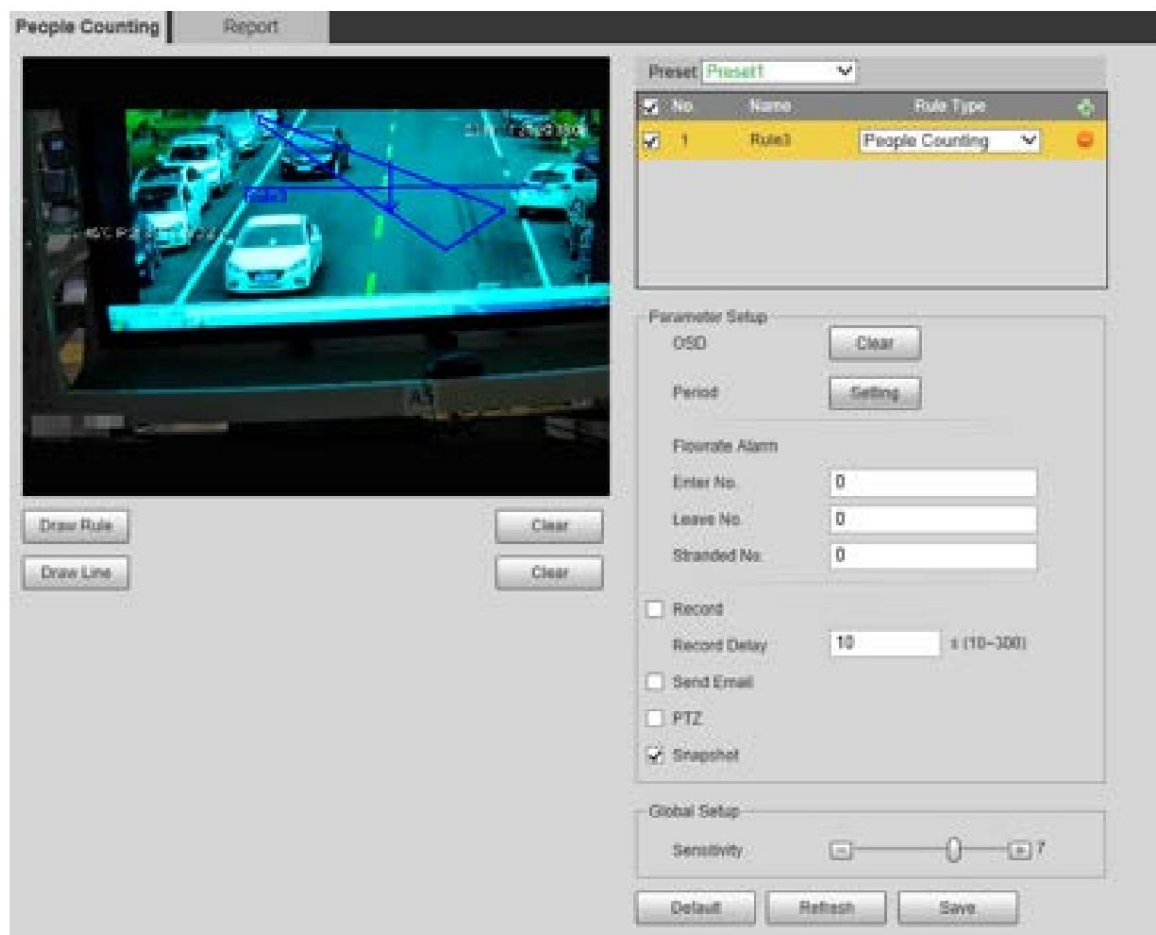 People Counting Report
Preset Preset1
No. Name Rule Type
1 Rule3 People Counting
Rule3
A5
Parameter Setup
OSD Clear
Period Setting
Flowrate Alarm
Enter No. 0
Leave No. 0
Stranded No. 0
Draw Rule Clear
Draw Line Clear
Record
Record Delay 10 s (10~300)
Send Email
PTZ
Snapshot
Global Setup
Sensitivity 7
Default Refresh Save